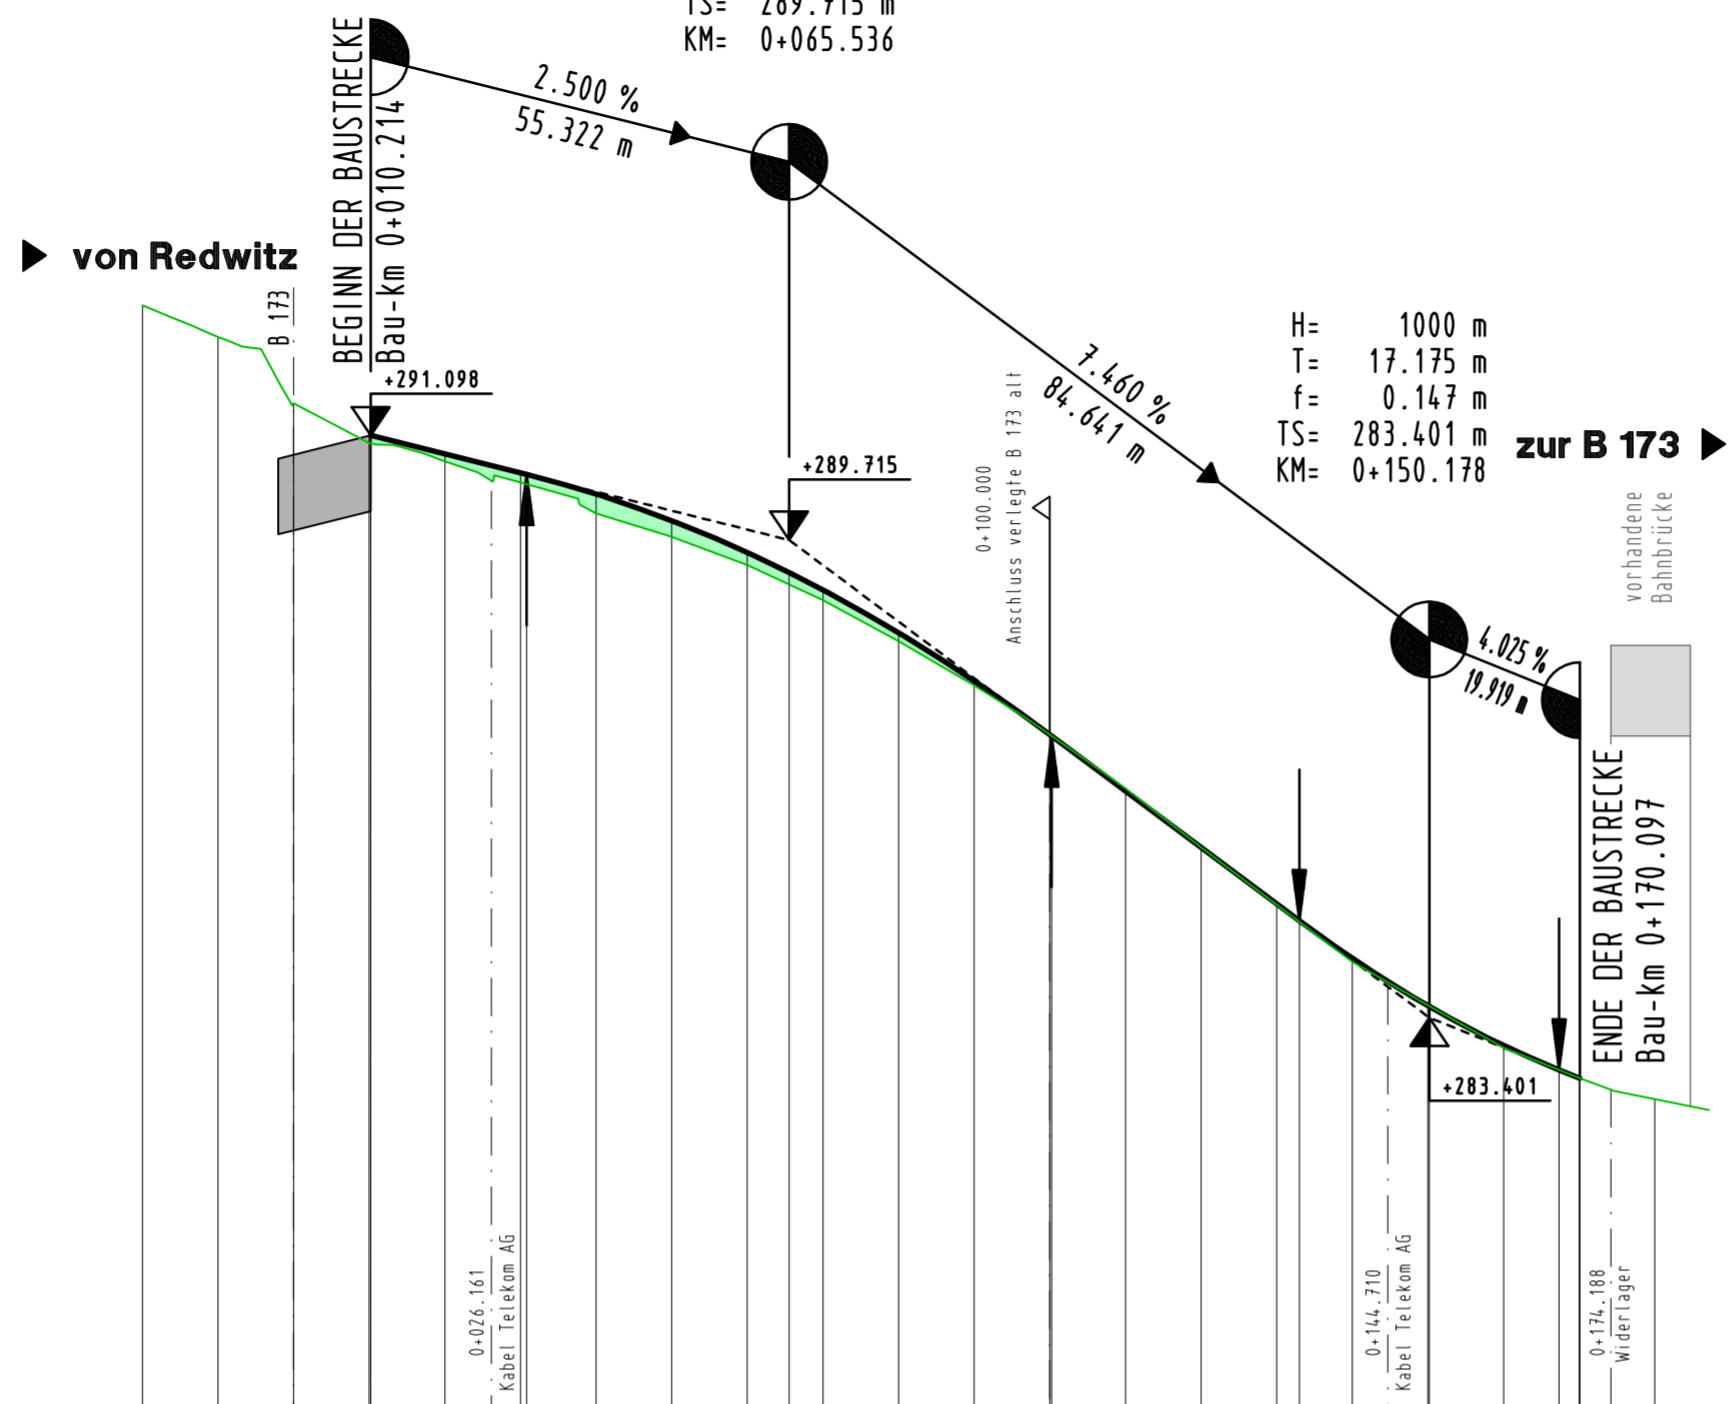 TS= 289.715 m
KM= 0+065.536
BEGINN DER BAUSTRECKE
Bau-km 0+010.214
2.500 %
55.322 m
von Redwitz
B 173
+291.098
+289.715
7.460 %
84.641 m
H= 1000 m
T= 17.175 m
f= 0.147 m
TS= 283.401 m
KM= 0+150.178
zur B 173
0+100.000
Anschluss verlegte B 173 alt
vorhandene
Bahnbrücke
4.025 %
19.919 m
ENDE DER BAUSTRECKE
Bau-km 0+170.097
+283.401
0+026.161
Kabel Telekom AG
0+144.710
Kabel Telekom AG
0+174.188
Widerlager